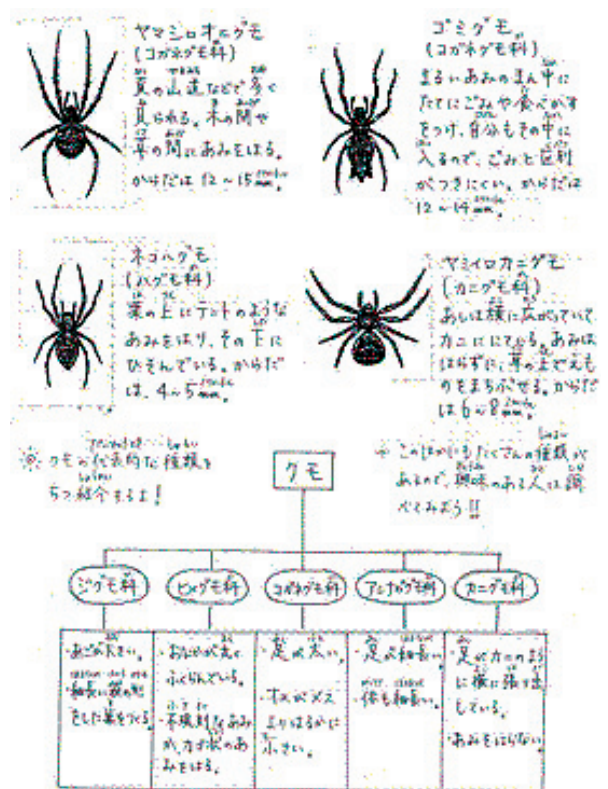 ヤマシロオニグモ
(コガネグモ科)
夏の山道などで多く
見られる。木の間や
草の間にあみをはる。
からだは12～15mm。
ゴミグモ
(コガネグモ科)
まるいあみのまん中に
たてにごみや食べかす
をつけ、自分もその中に
入るので、ごみと区別
がつきにくい。からだは
12～14mm。
ネコハグモ
(ハグモ科)
葉の上にテントのような
あみをはり、その下に
ひそんでいる。からだ
は、4～5mm。
ヤミイロカニグモ
(カニグモ科)
あしは横に広がっていて
カニににている。あみは
はらずに、草の上でえも
のをまちぶせる。からだ
は6～8mm。
クモの代表的な種類を
5つ紹介するよ!
このほかにもたくさんの種類が
あるので、興味のある人は調
べてみよう!!
クモ
ジグモ科
ヒメグモ科
コガネグモ科
アシナガグモ科
カニグモ科
・あごが大きい。
・細長い袋の形
をした巣をつくる。
・おなかが丸く
ふくらんでいる。
・不規則なあみ
か、カゴ状のあ
みをはる。
・足が太い。
・オスがメス
よりはるかに
小さい。
・足が細長い。
・体も細長い。
・足がカニのよう
に横に張り出
している。
・あみをはらない。